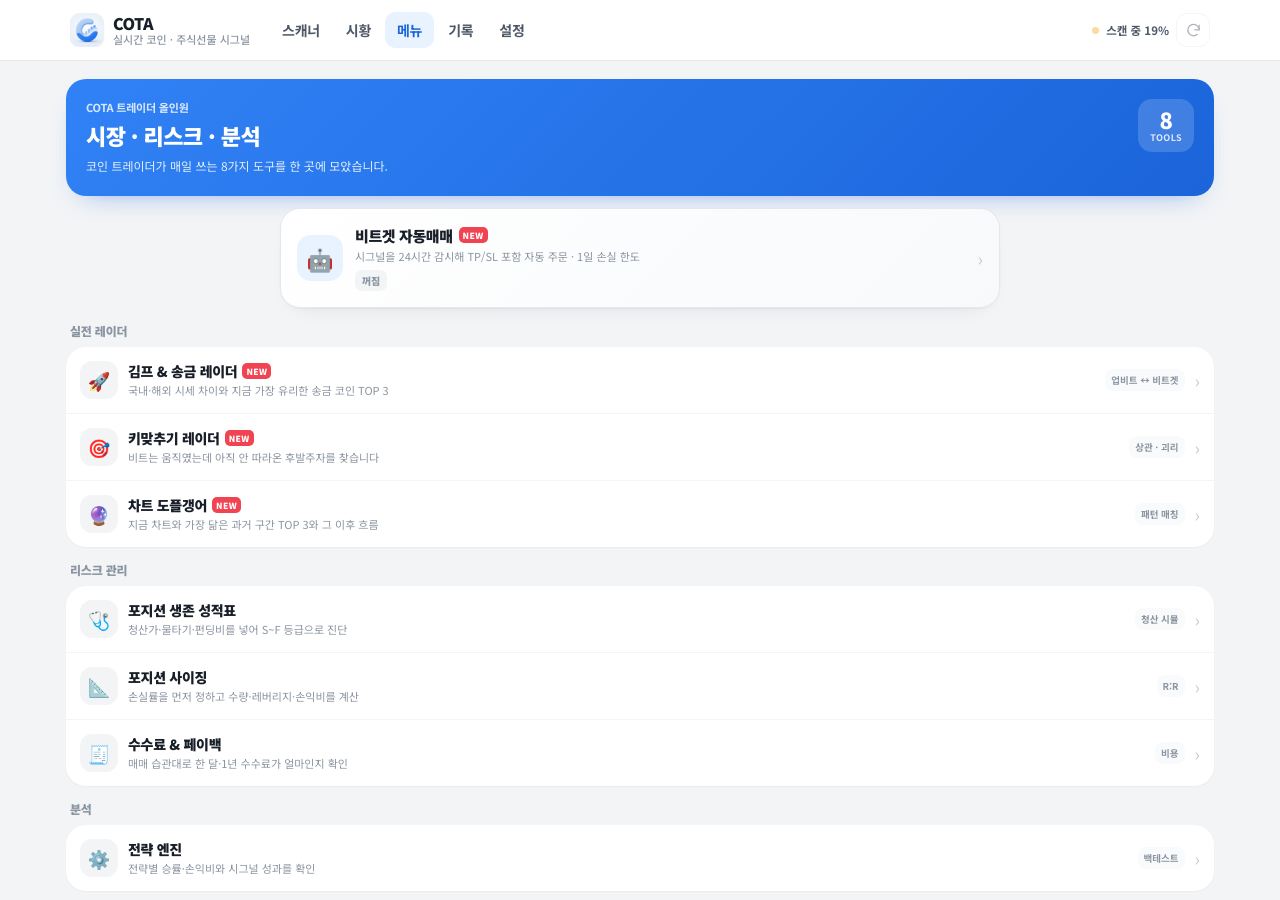 COTA
실시간 코인 · 주식선물 시그널
스캐너
시황
메뉴
기록
설정
스캔 중 19%
COTA 트레이더 올인원
시장 · 리스크 · 분석
코인 트레이더가 매일 쓰는 8가지 도구를 한 곳에 모았습니다.
8
TOOLS
비트겟 자동매매 NEW
시그널을 24시간 감시해 TP/SL 포함 자동 주문 · 1일 손실 한도
꺼짐
실전 레이더
김프 & 송금 레이더 NEW
국내·해외 시세 차이와 지금 가장 유리한 송금 코인 TOP 3
업비트 ↔ 비트겟
키맞추기 레이더 NEW
비트는 움직였는데 아직 안 따라온 후발주자를 찾습니다
상관 · 괴리
차트 도플갱어 NEW
지금 차트와 가장 닮은 과거 구간 TOP 3와 그 이후 흐름
패턴 매칭
리스크 관리
포지션 생존 성적표
청산가·물타기·펀딩비를 넣어 S~F 등급으로 진단
청산 시뮬
포지션 사이징
손실률을 먼저 정하고 수량·레버리지·손익비를 계산
R:R
수수료 & 페이백
매매 습관대로 한 달·1년 수수료가 얼마인지 확인
비용
분석
전략 엔진
전략별 승률·손익비와 시그널 성과를 확인
백테스트